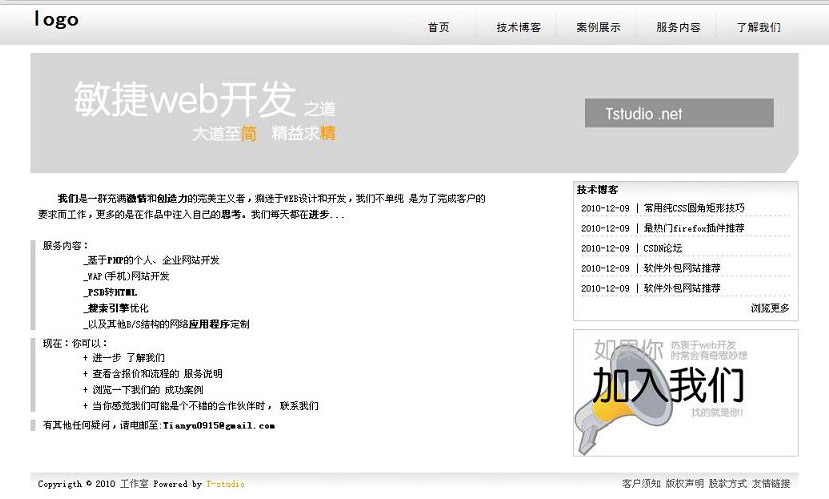 logo
首页 技术博客 案例展示 服务内容 了解我们
敏捷web开发 之道
大道至简 精益求精
Tstudio .net
我们是一群充满激情和创造力的完美主义者，痴迷于WEB设计和开发，我们不单纯 是为了完成客户的
要求而工作，更多的是在作品中注入自己的思考。我们每天都在进步...
服务内容：
_基于PHP的个人、企业网站开发
_WAP(手机)网站开发
_PSD转HTML
_搜索引擎优化
_以及其他B/S结构的网络应用程序定制
现在：你可以：
+ 进一步 了解我们
+ 查看含报价和流程的 服务说明
+ 浏览一下我们的 成功案例
+ 当你感觉我们可能是个不错的合作伙伴时， 联系我们
有其他任何疑问，请电邮至:Tianyu0915@gmail.com
技术博客
2010-12-09 | 常用纯CSS圆角矩形技巧
2010-12-09 | 最热门firefox插件推荐
2010-12-09 | CSDN论坛
2010-12-09 | 软件外包网站推荐
2010-12-09 | 软件外包网站推荐
浏览更多
如果你 热衷于web开发
时常会有奇思妙想
加入我们
找的就是你!
Copyrigth © 2010 工作室 Powered by T-studio
客户须知 版权声明 股款方式 友情链接